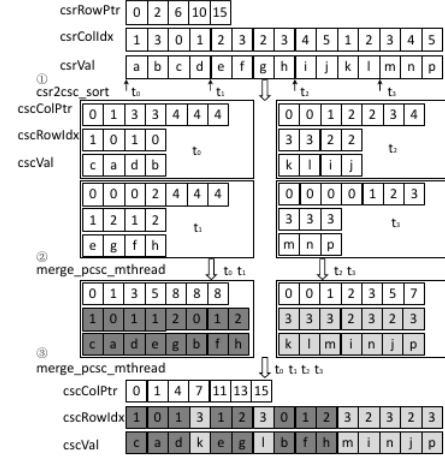 csrRowPtr 0 2 6 10 15
csrColIdx 1 3 0 1 2 3 2 3 4 5 1 2 3 4 5
csrVal a b c d e f g h i j k l m n p
①
csr2csc_sort t₀ t₁ t₂ t₃
cscColPtr 0 1 3 3 4 4 4 0 0 1 2 2 3 4
cscRowIdx 1 0 1 0 t₀ 3 3 2 2 t₂
cscVal c a d b k l i j
0 0 0 2 4 4 4 0 0 0 0 1 2 3
1 2 1 2 t₁ 3 3 3 t₃
e g f h m n p
②
merge_pcsc_mthread t₀ t₁ t₂ t₃
0 1 3 5 8 8 8 0 0 1 2 3 5 7
1 0 1 1 2 0 1 2 3 3 3 2 3 2 3
c a d e g b f h k l m i n j p
③
merge_pcsc_mthread t₀ t₁ t₂ t₃
cscColPtr 0 1 4 7 11 13 15
cscRowIdx 1 0 1 3 1 2 3 0 1 2 3 2 3 2 3
cscVal c a d k e g l b f h m i n j p